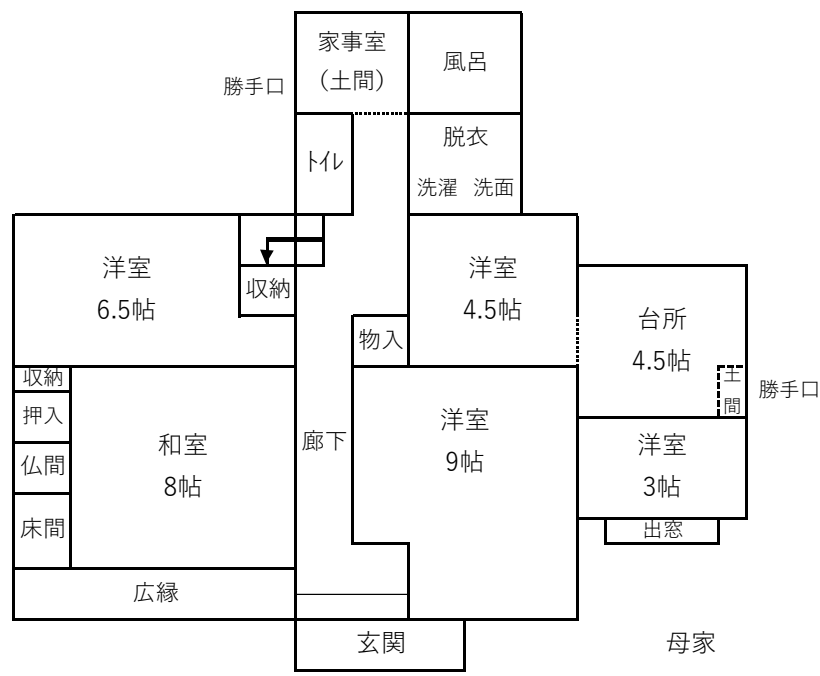 家事室
(土間)
風呂
勝手口
脱衣
洗濯 洗面
ﾄｲﾚ
洋室
6.5帖
収納
洋室
4.5帖
台所
4.5帖
物入
土
間
勝手口
収納
押入
仏間
床間
和室
8帖
廊下
洋室
9帖
洋室
3帖
出窓
広縁
玄関
母家